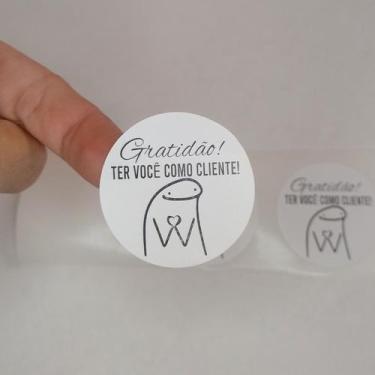 Gratidão!
TER VOCÊ COMO CLIENTE!
Gratidão!
TER VOCÊ COMO CLIENTE!